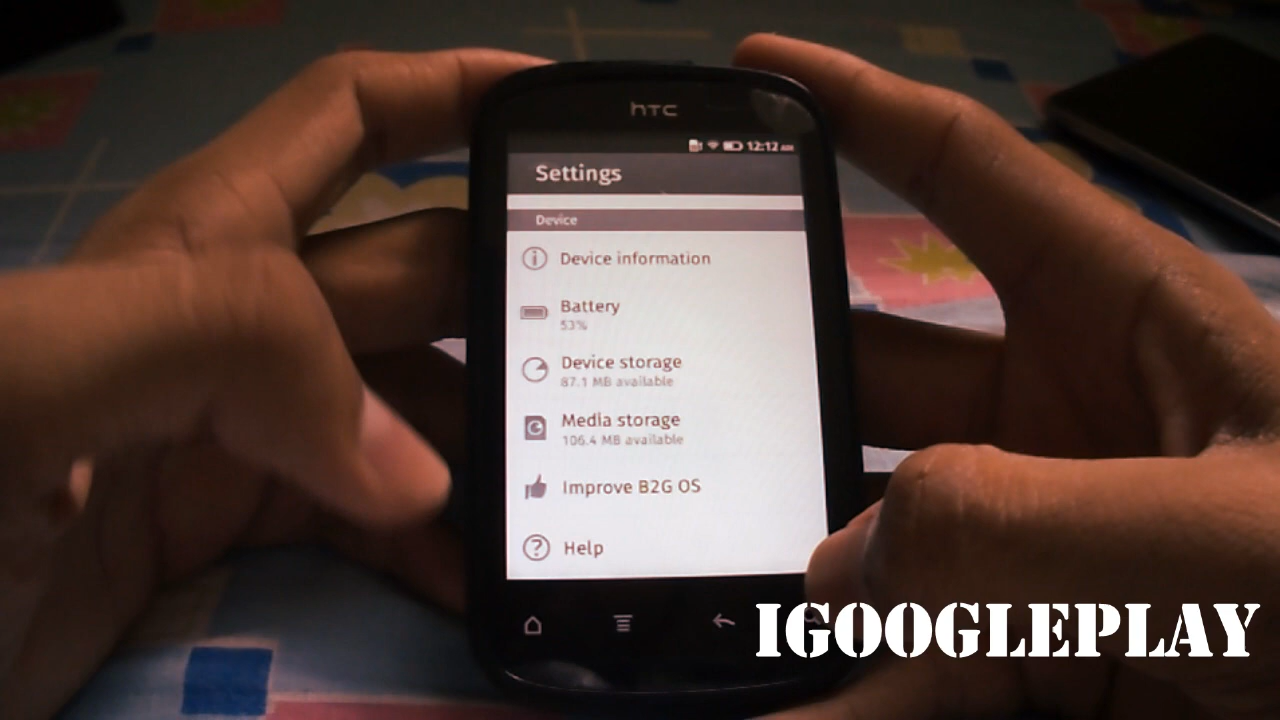 hTC
12:12 AM
Settings
Device
Device information
Battery
53%
Device storage
87.1 MB available
Media storage
106.4 MB available
Improve B2G OS
Help
IGOOGLEPLAY